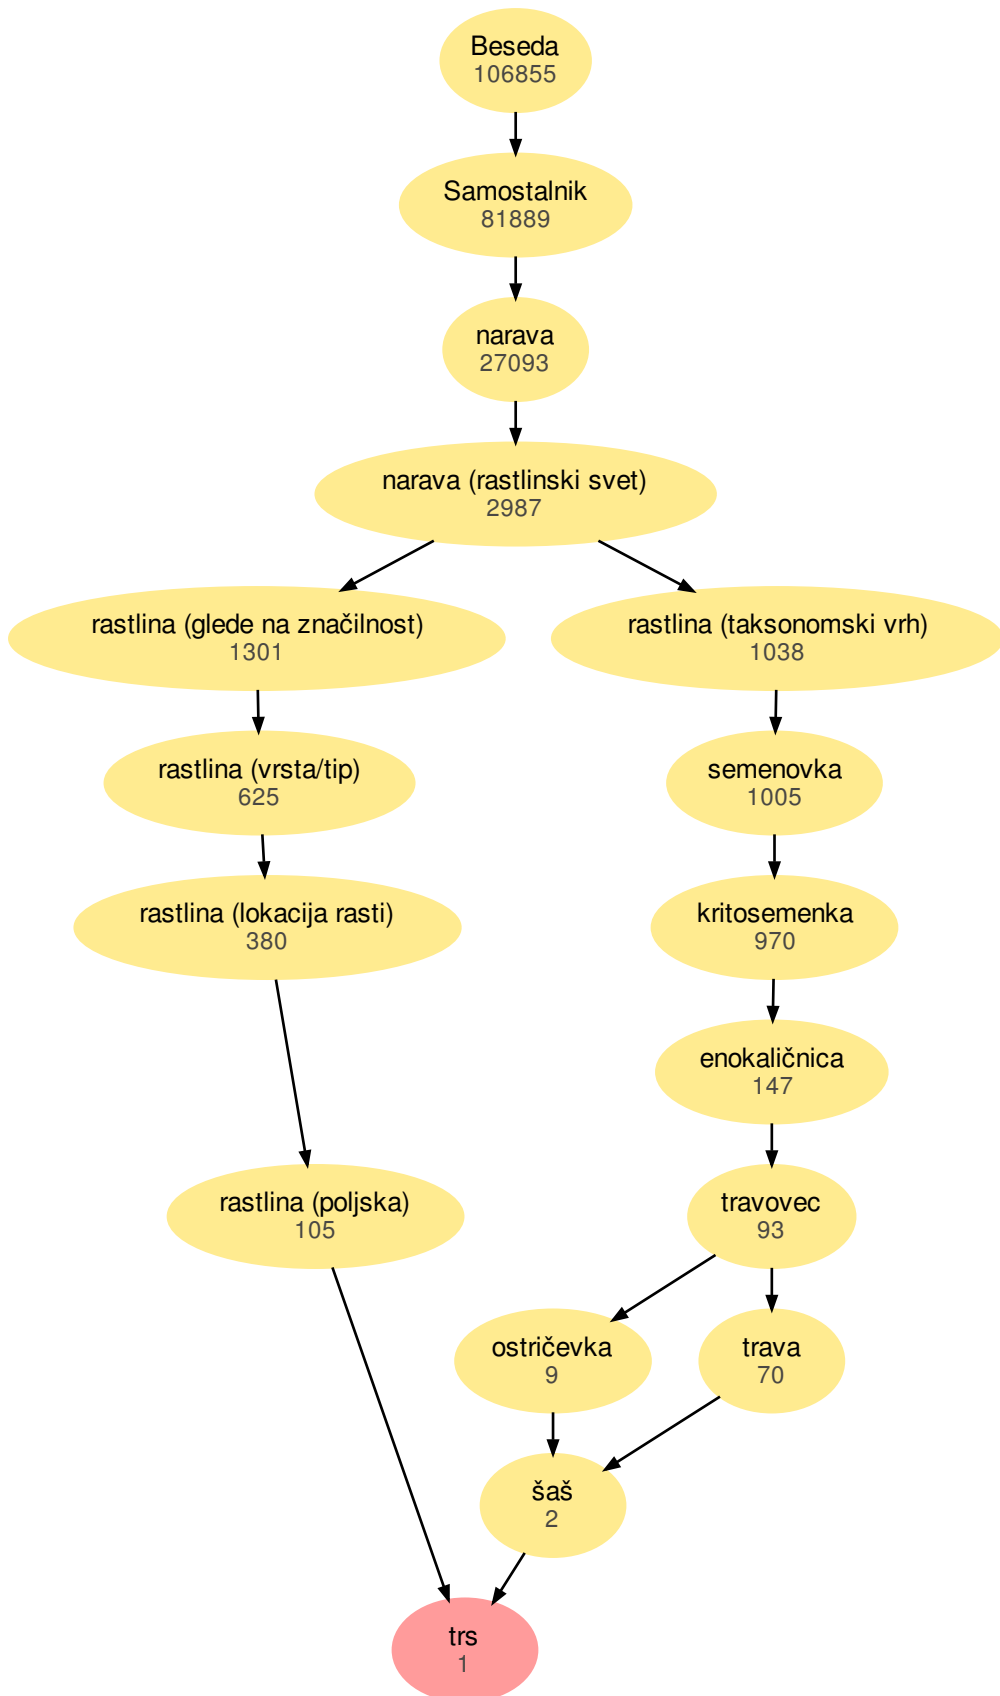 Beseda
106855
Samostalnik
81889
narava
27093
narava (rastlinski svet)
2987
rastlina (glede na značilnost)
1301
rastlina (taksonomski vrh)
1038
rastlina (vrsta/tip)
625
semenovka
1005
rastlina (lokacija rasti)
380
kritosemenka
970
enokaličnica
147
rastlina (poljska)
105
travovec
93
ostričevka
9
trava
70
šaš
2
trs
1